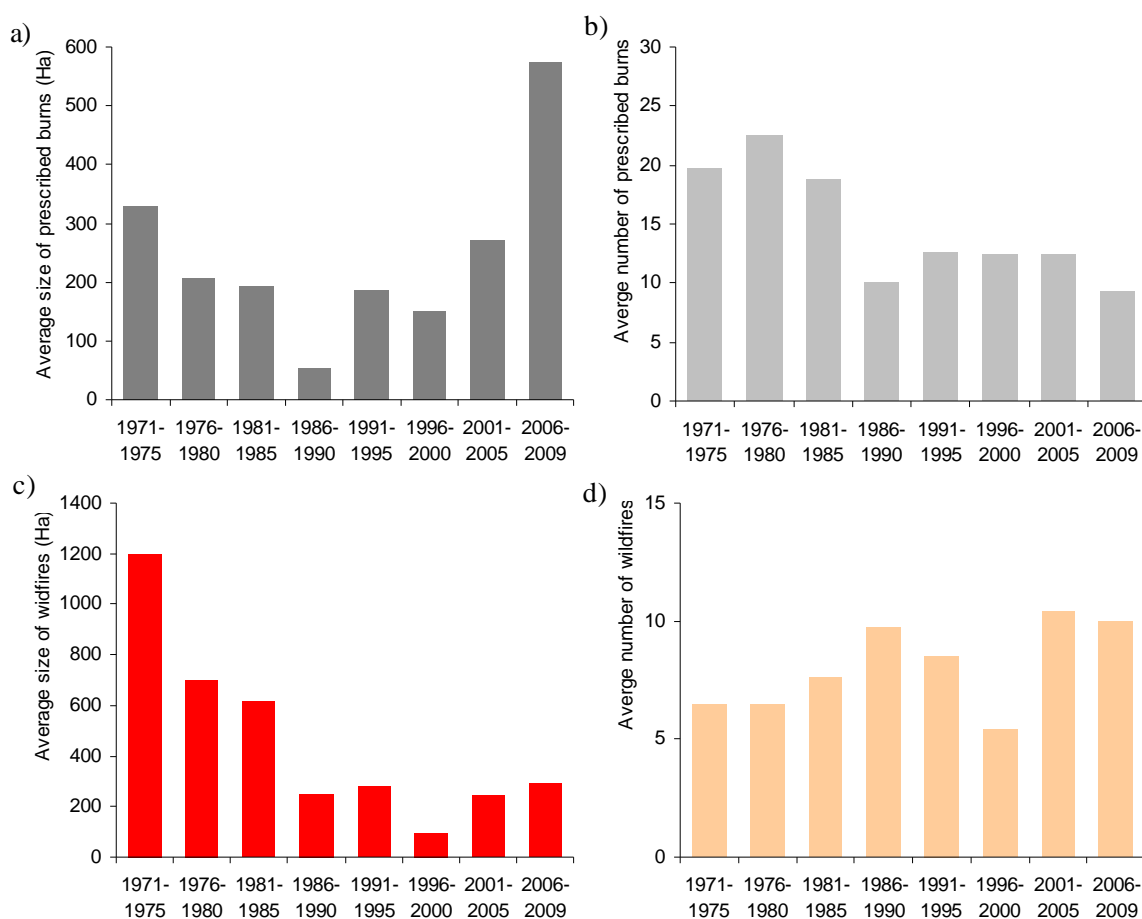 a)
Average size of prescribed burns (Ha)
600
500
400
300
200
100
0
1971- 1976- 1981- 1986- 1991- 1996- 2001- 2006-
1975 1980 1985 1990 1995 2000 2005 2009
b)
Averge number of prescribed burns
30
25
20
15
10
5
0
1971- 1976- 1981- 1986- 1991- 1996- 2001- 2006-
1975 1980 1985 1990 1995 2000 2005 2009
c)
Average size of widfires (Ha)
1400
1200
1000
800
600
400
200
0
1971- 1976- 1981- 1986- 1991- 1996- 2001- 2006-
1975 1980 1985 1990 1995 2000 2005 2009
d)
Averge number of wildfires
15
10
5
0
1971- 1976- 1981- 1986- 1991- 1996- 2001- 2006-
1975 1980 1985 1990 1995 2000 2005 2009